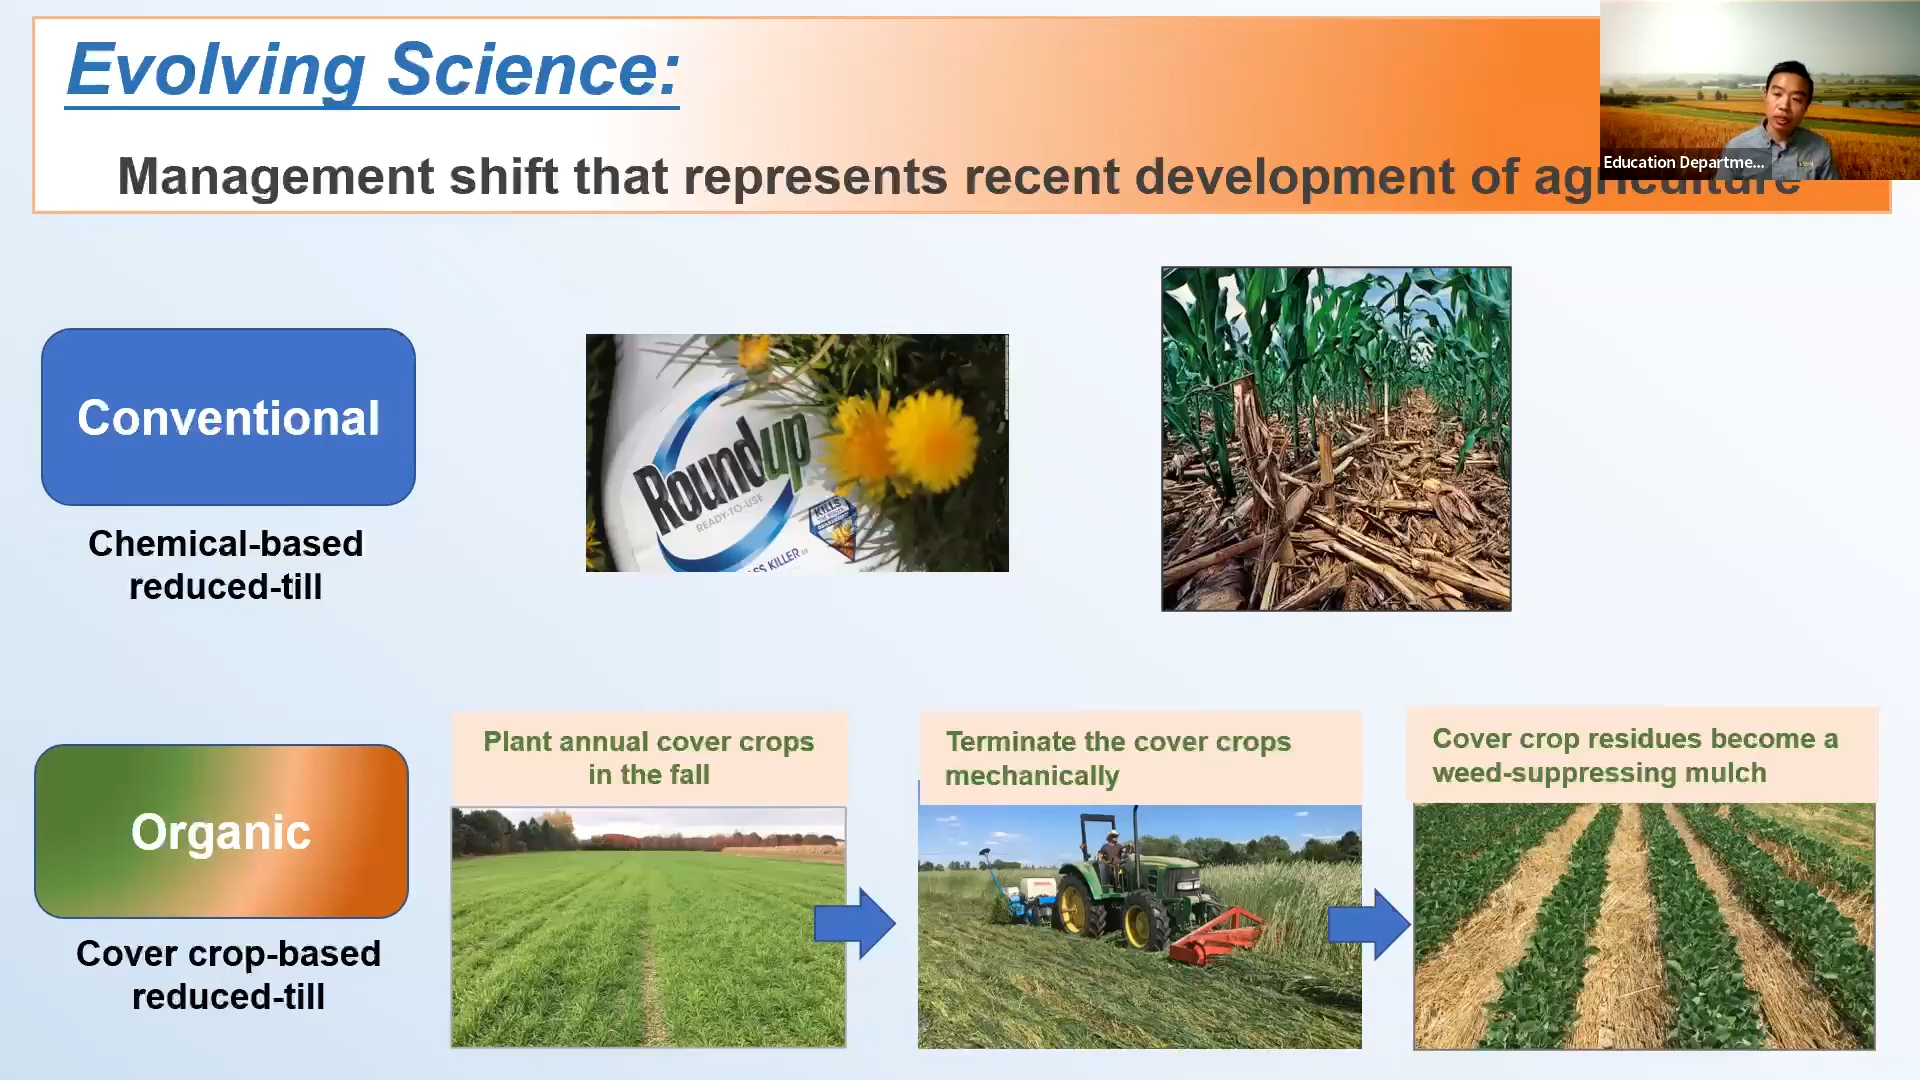 Evolving Science:
Management shift that represents recent development of agriculture
Education Departme...
Conventional
Chemical-based
reduced-till
Roundup
READY-TO-USE
KILLS
SS KILLER
Organic
Cover crop-based
reduced-till
Plant annual cover crops
in the fall
Terminate the cover crops
mechanically
Cover crop residues become a
weed-suppressing mulch